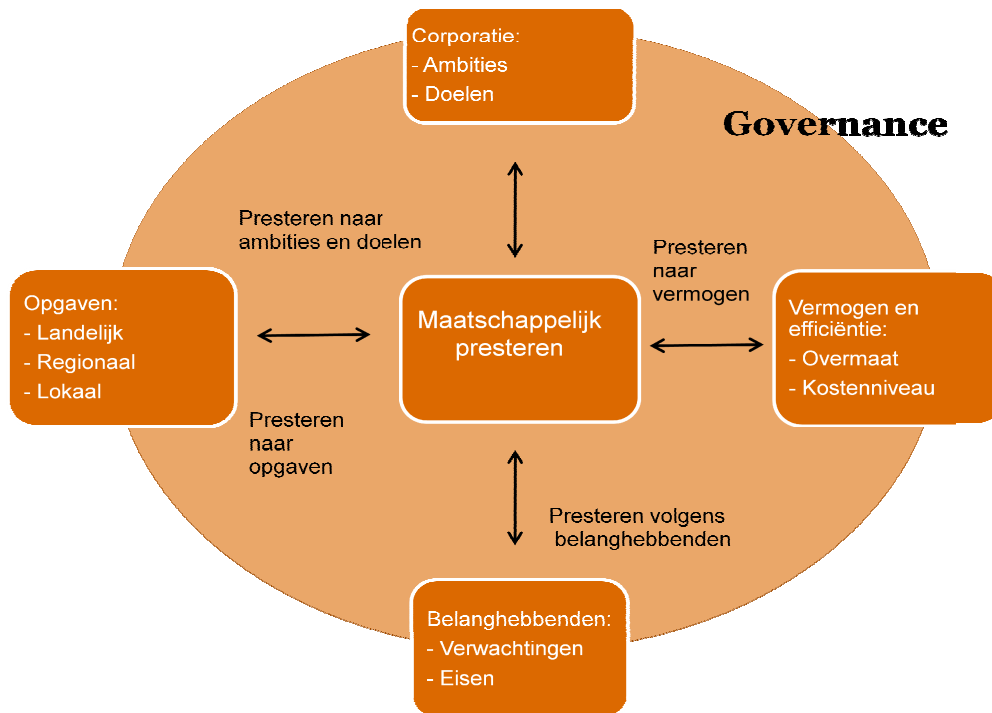 Corporatie:
- Ambities
- Doelen
Governance
Presteren naar
ambities en doelen
Presteren
naar
vermogen
Opgaven:
- Landelijk
- Regionaal
- Lokaal
Maatschappelijk
presteren
Vermogen en
efficiëntie:
- Overmaat
- Kostenniveau
Presteren
naar
opgaven
Presteren volgens
belanghebbenden
Belanghebbenden:
- Verwachtingen
- Eisen